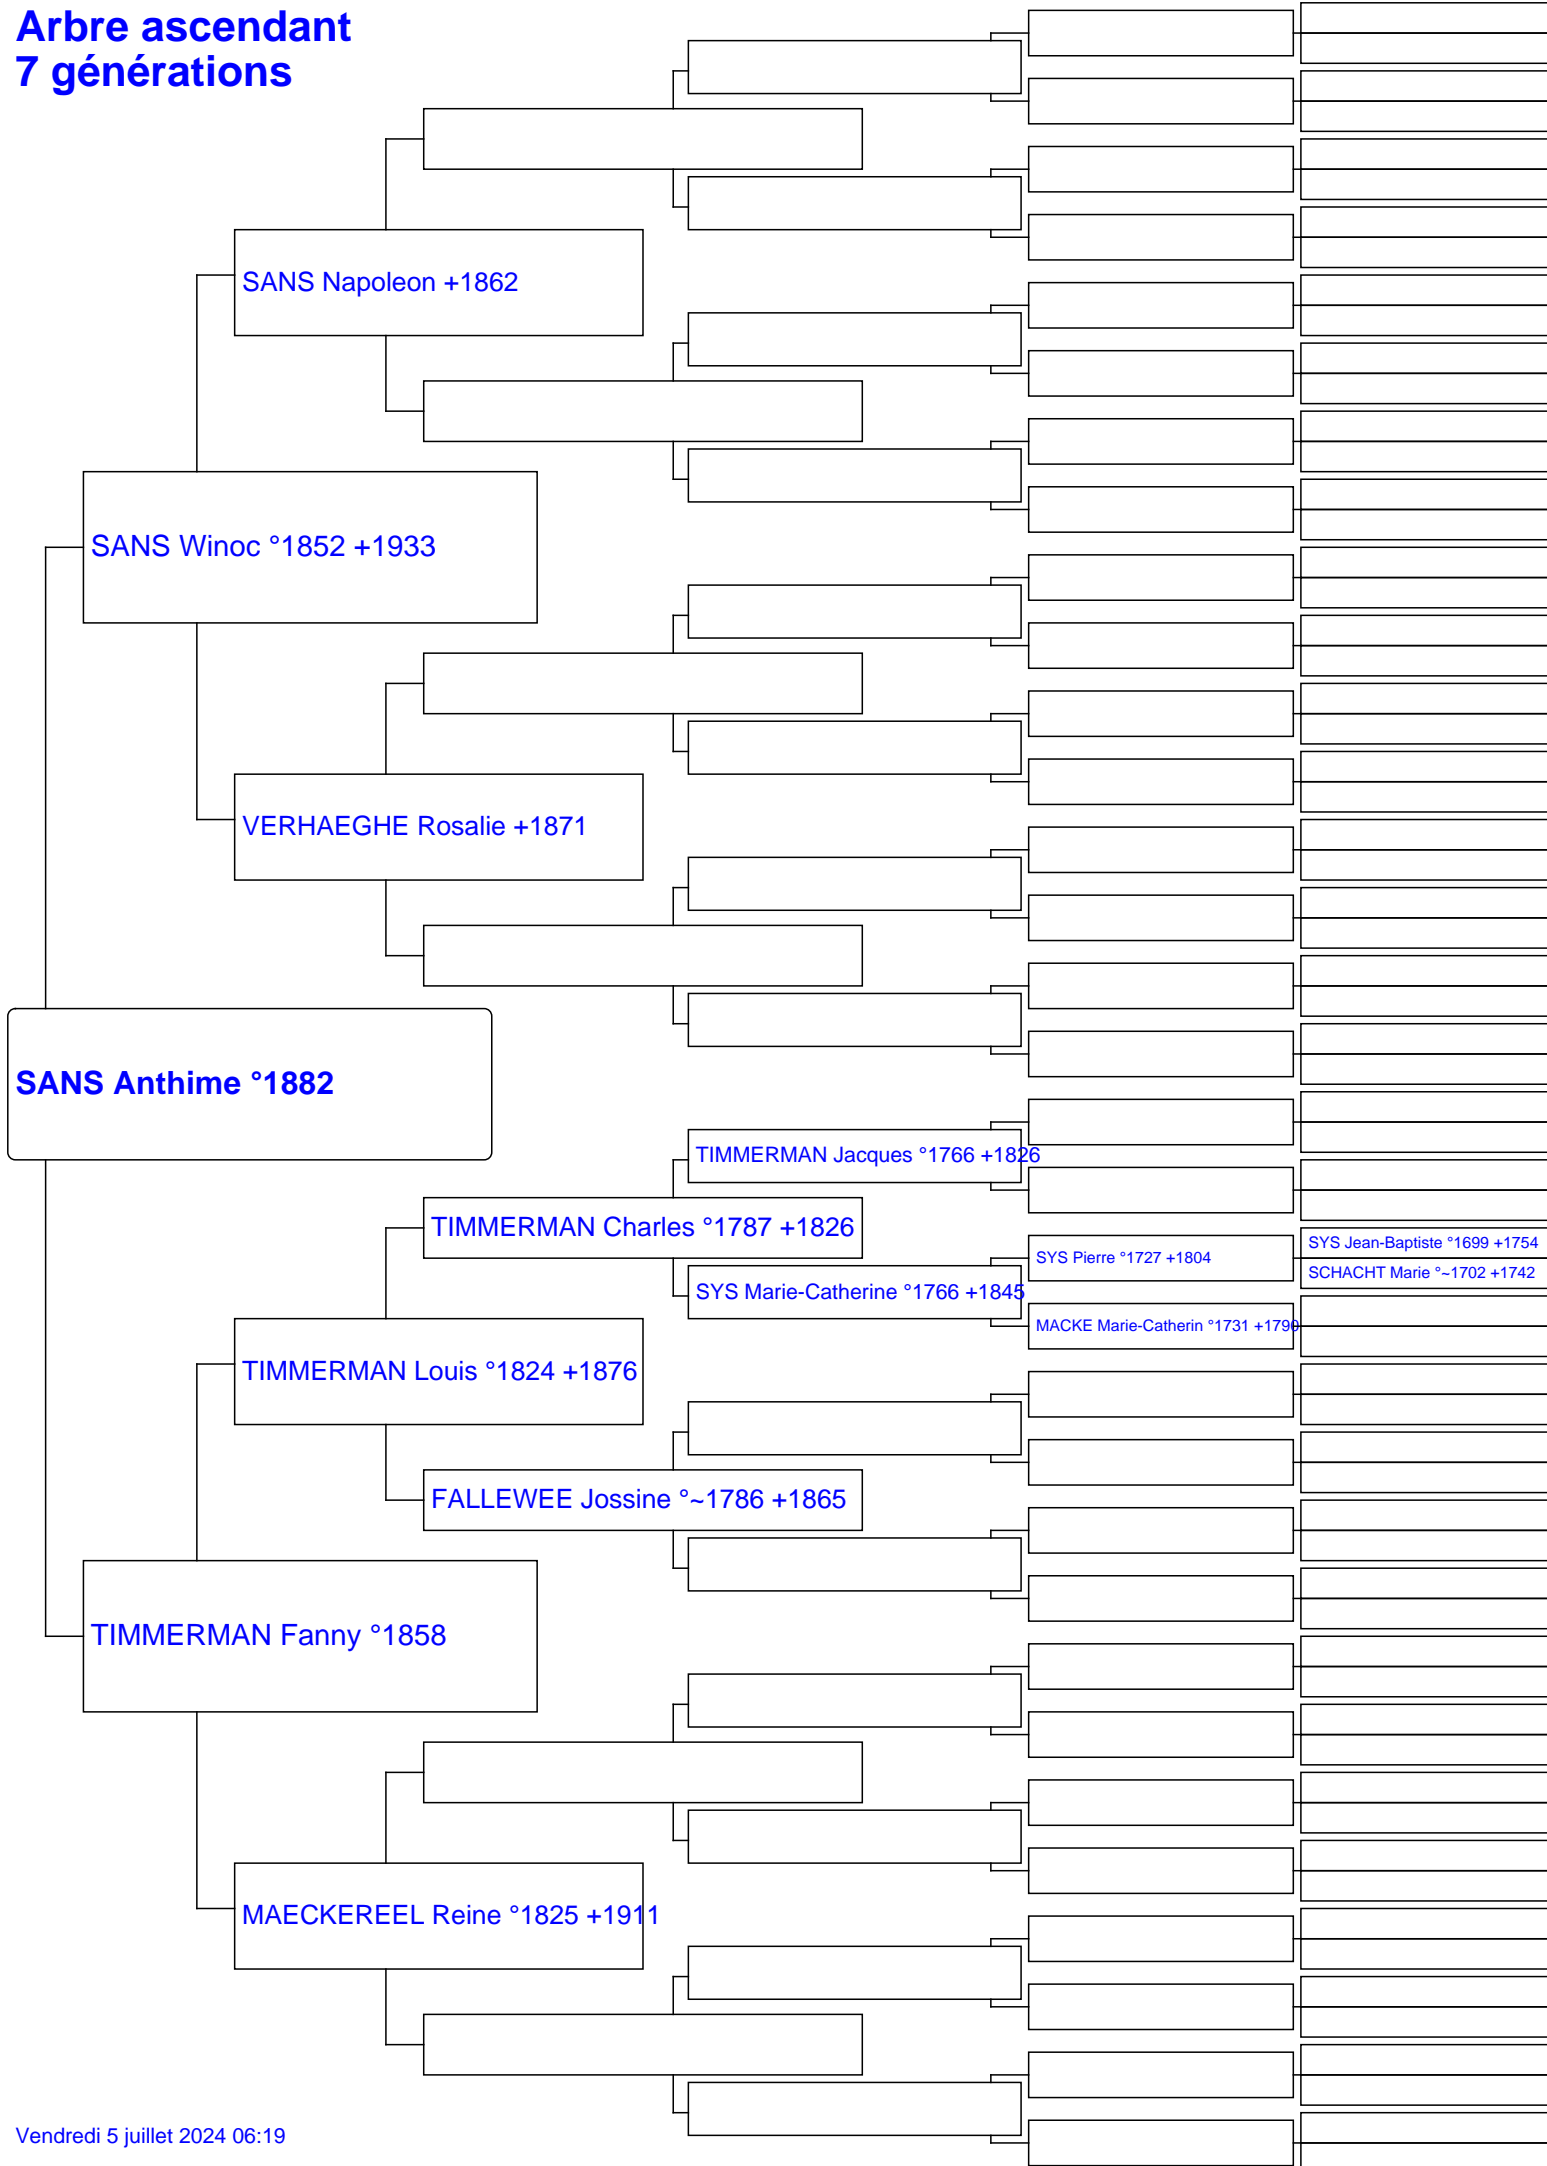 Arbre ascendant
7 générations
SANS Napoleon +1862
SANS Winoc °1852 +1933
VERHAEGHE Rosalie +1871
SANS Anthime °1882
TIMMERMAN Jacques °1766 +1826
TIMMERMAN Charles °1787 +1826
SYS Jean-Baptiste °1699 +1754
SYS Pierre °1727 +1804
SCHACHT Marie °~1702 +1742
SYS Marie-Catherine °1766 +1845
MACKE Marie-Catherin °1731 +1790
TIMMERMAN Louis °1824 +1876
FALLEWEE Jossine °~1786 +1865
TIMMERMAN Fanny °1858
MAECKEREEL Reine °1825 +1911
Vendredi 5 juillet 2024 06:19